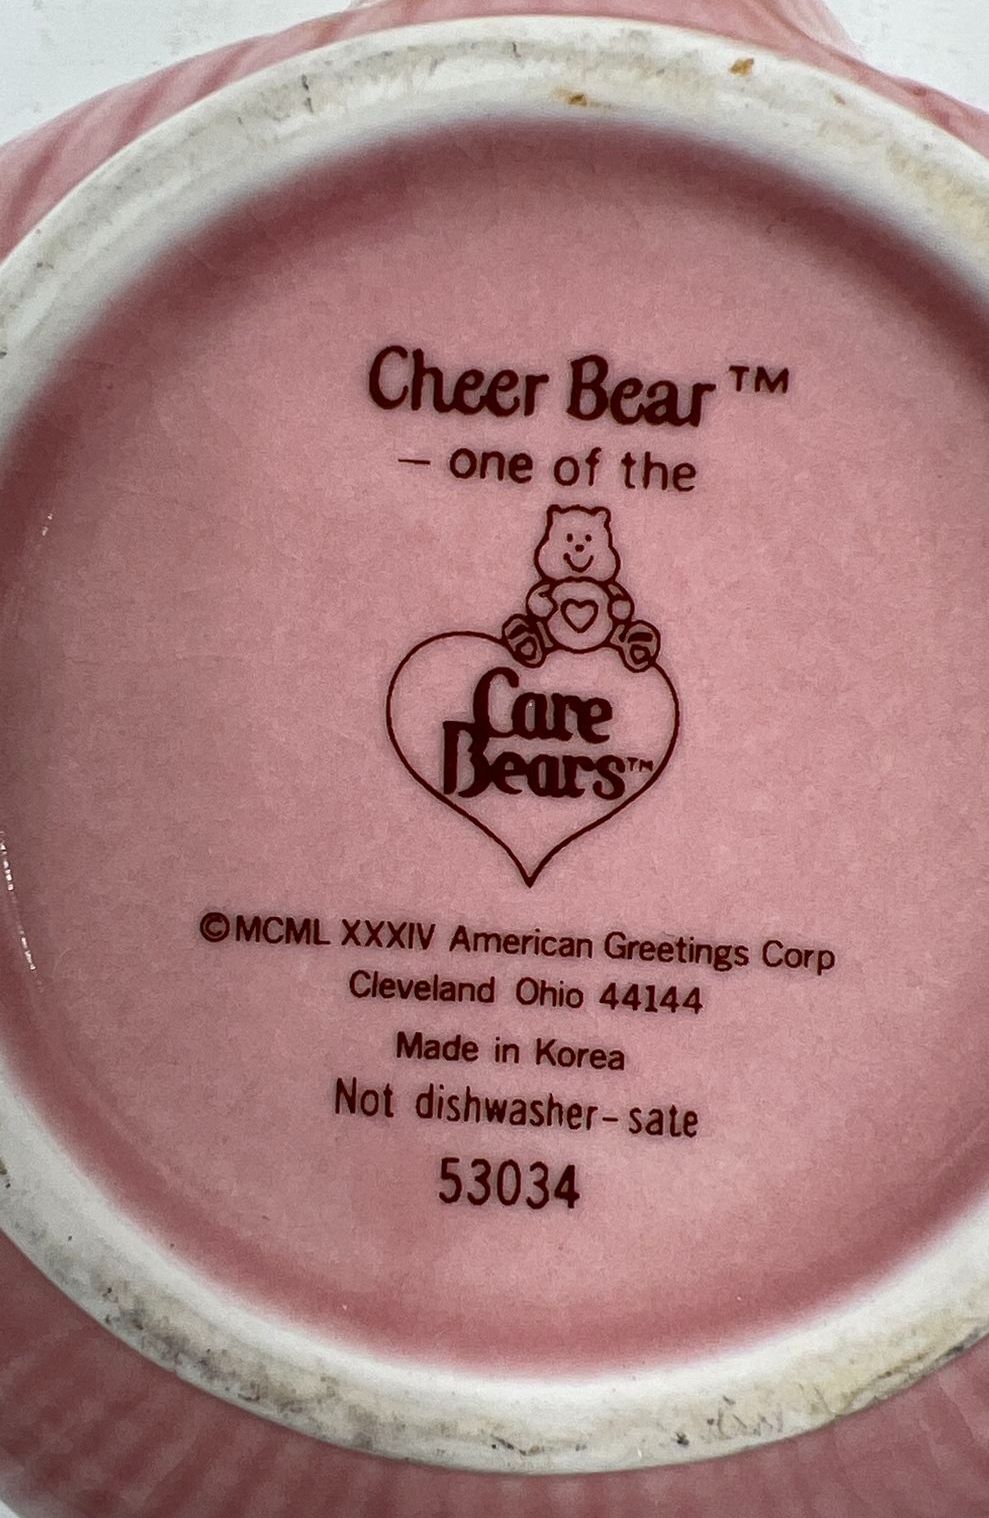 Cheer Bear™
– one of the
Care
Bears™
©MCML XXXIV American Greetings Corp
Cleveland Ohio 44144
Made in Korea
Not dishwasher-sate
53034